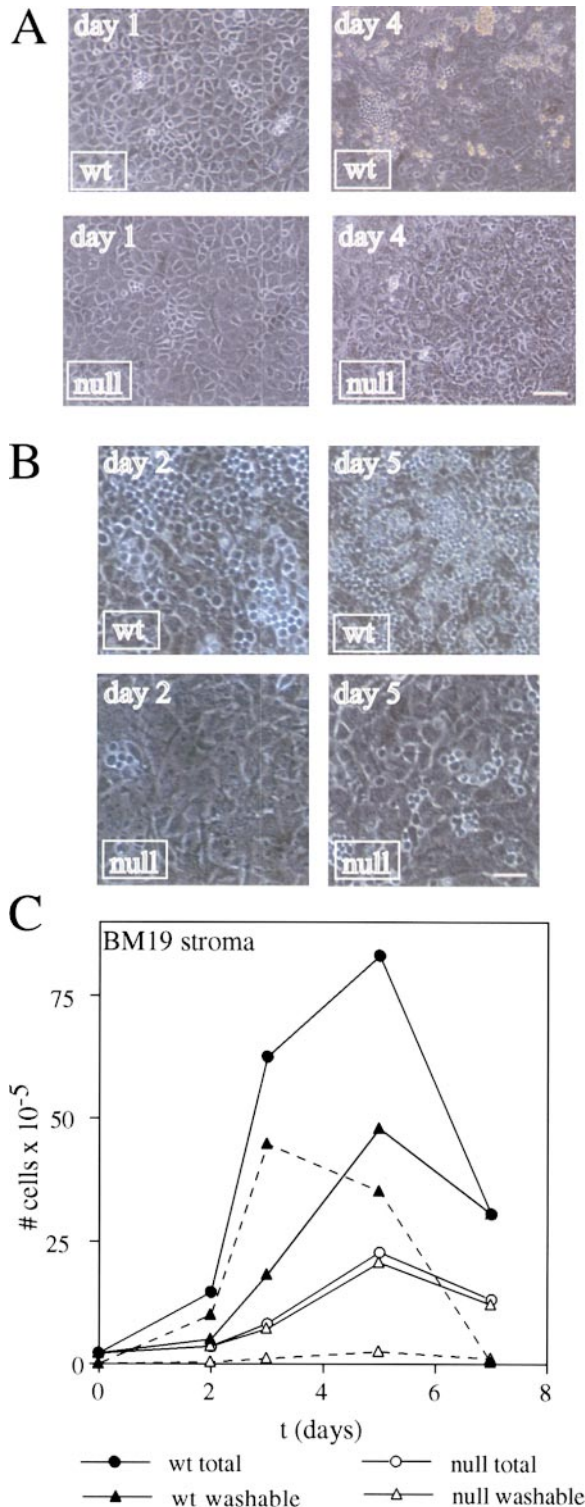 A
day 1
day 4
wt
wt
day 1
day 4
null
null
B
day 2
day 5
wt
wt
day 2
day 5
null
null
C
BM19 stroma
75
50
25
0
# cells x 10⁻⁵
0 2 4 6 8
t (days)
wt total
null total
wt washable
null washable